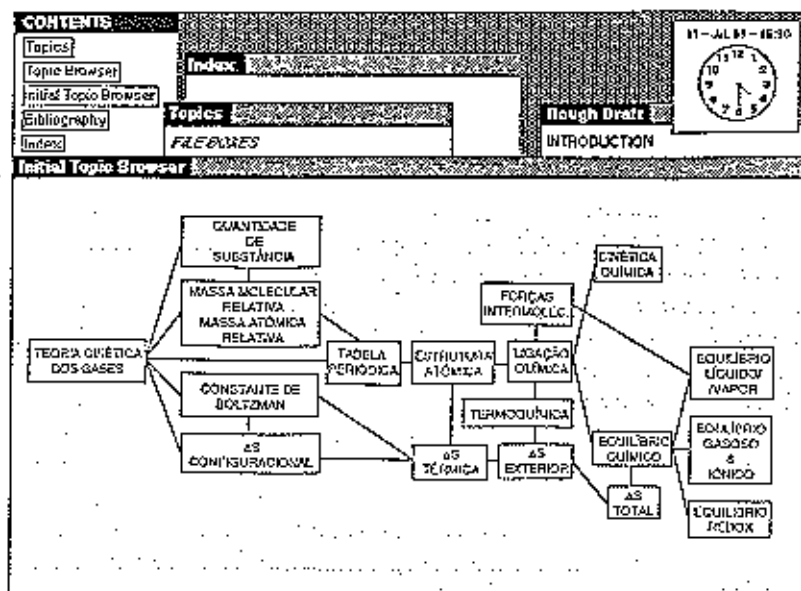 CONTENTS
Topics
Topic Browser
Initial Topic Browser
Bibliography
Index
Index
Topics
FILE BOXES
Rough Draft
INTRODUCTION
Initial Topic Browser
QUANTIDADE
DE
SUBSTÂNCIA
MASSA MOLECULAR
RELATIVA
MASSA ATÓMICA
RELATIVA
TEORIA CINÉTICA
DOS GASES
CONSTANTE DE
BOLTZMAN
ΔS
CONFIGURACIONAL
TABELA
PERIÓDICA
ESTRUTURA
ATÓMICA
LIGAÇÃO
QUÍMICA
FORÇAS
INTERMOLEC.
CINÉTICA
QUÍMICA
TERMOQUÍMICA
ΔS
TÉRMICA
ΔS
EXTERIOR
EQUILÍBRIO
QUÍMICO
ΔS
TOTAL
EQUILÍBRIO
LÍQUIDO/
/VAPOR
EQUILÍBRIO
GASOSO
&
IÓNICO
EQUILÍBRIO
REDOX